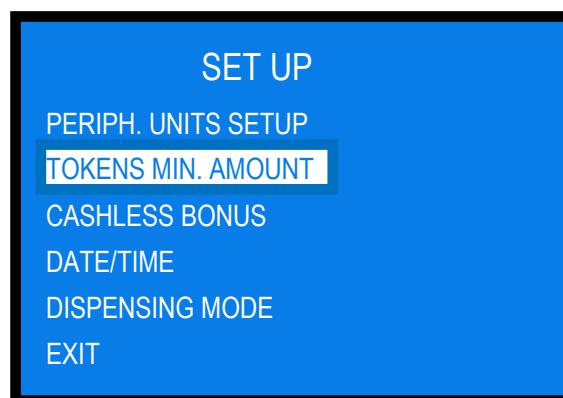 SET UP
PERIPH. UNITS SETUP
TOKENS MIN. AMOUNT
CASHLESS BONUS
DATE/TIME
DISPENSING MODE
EXIT